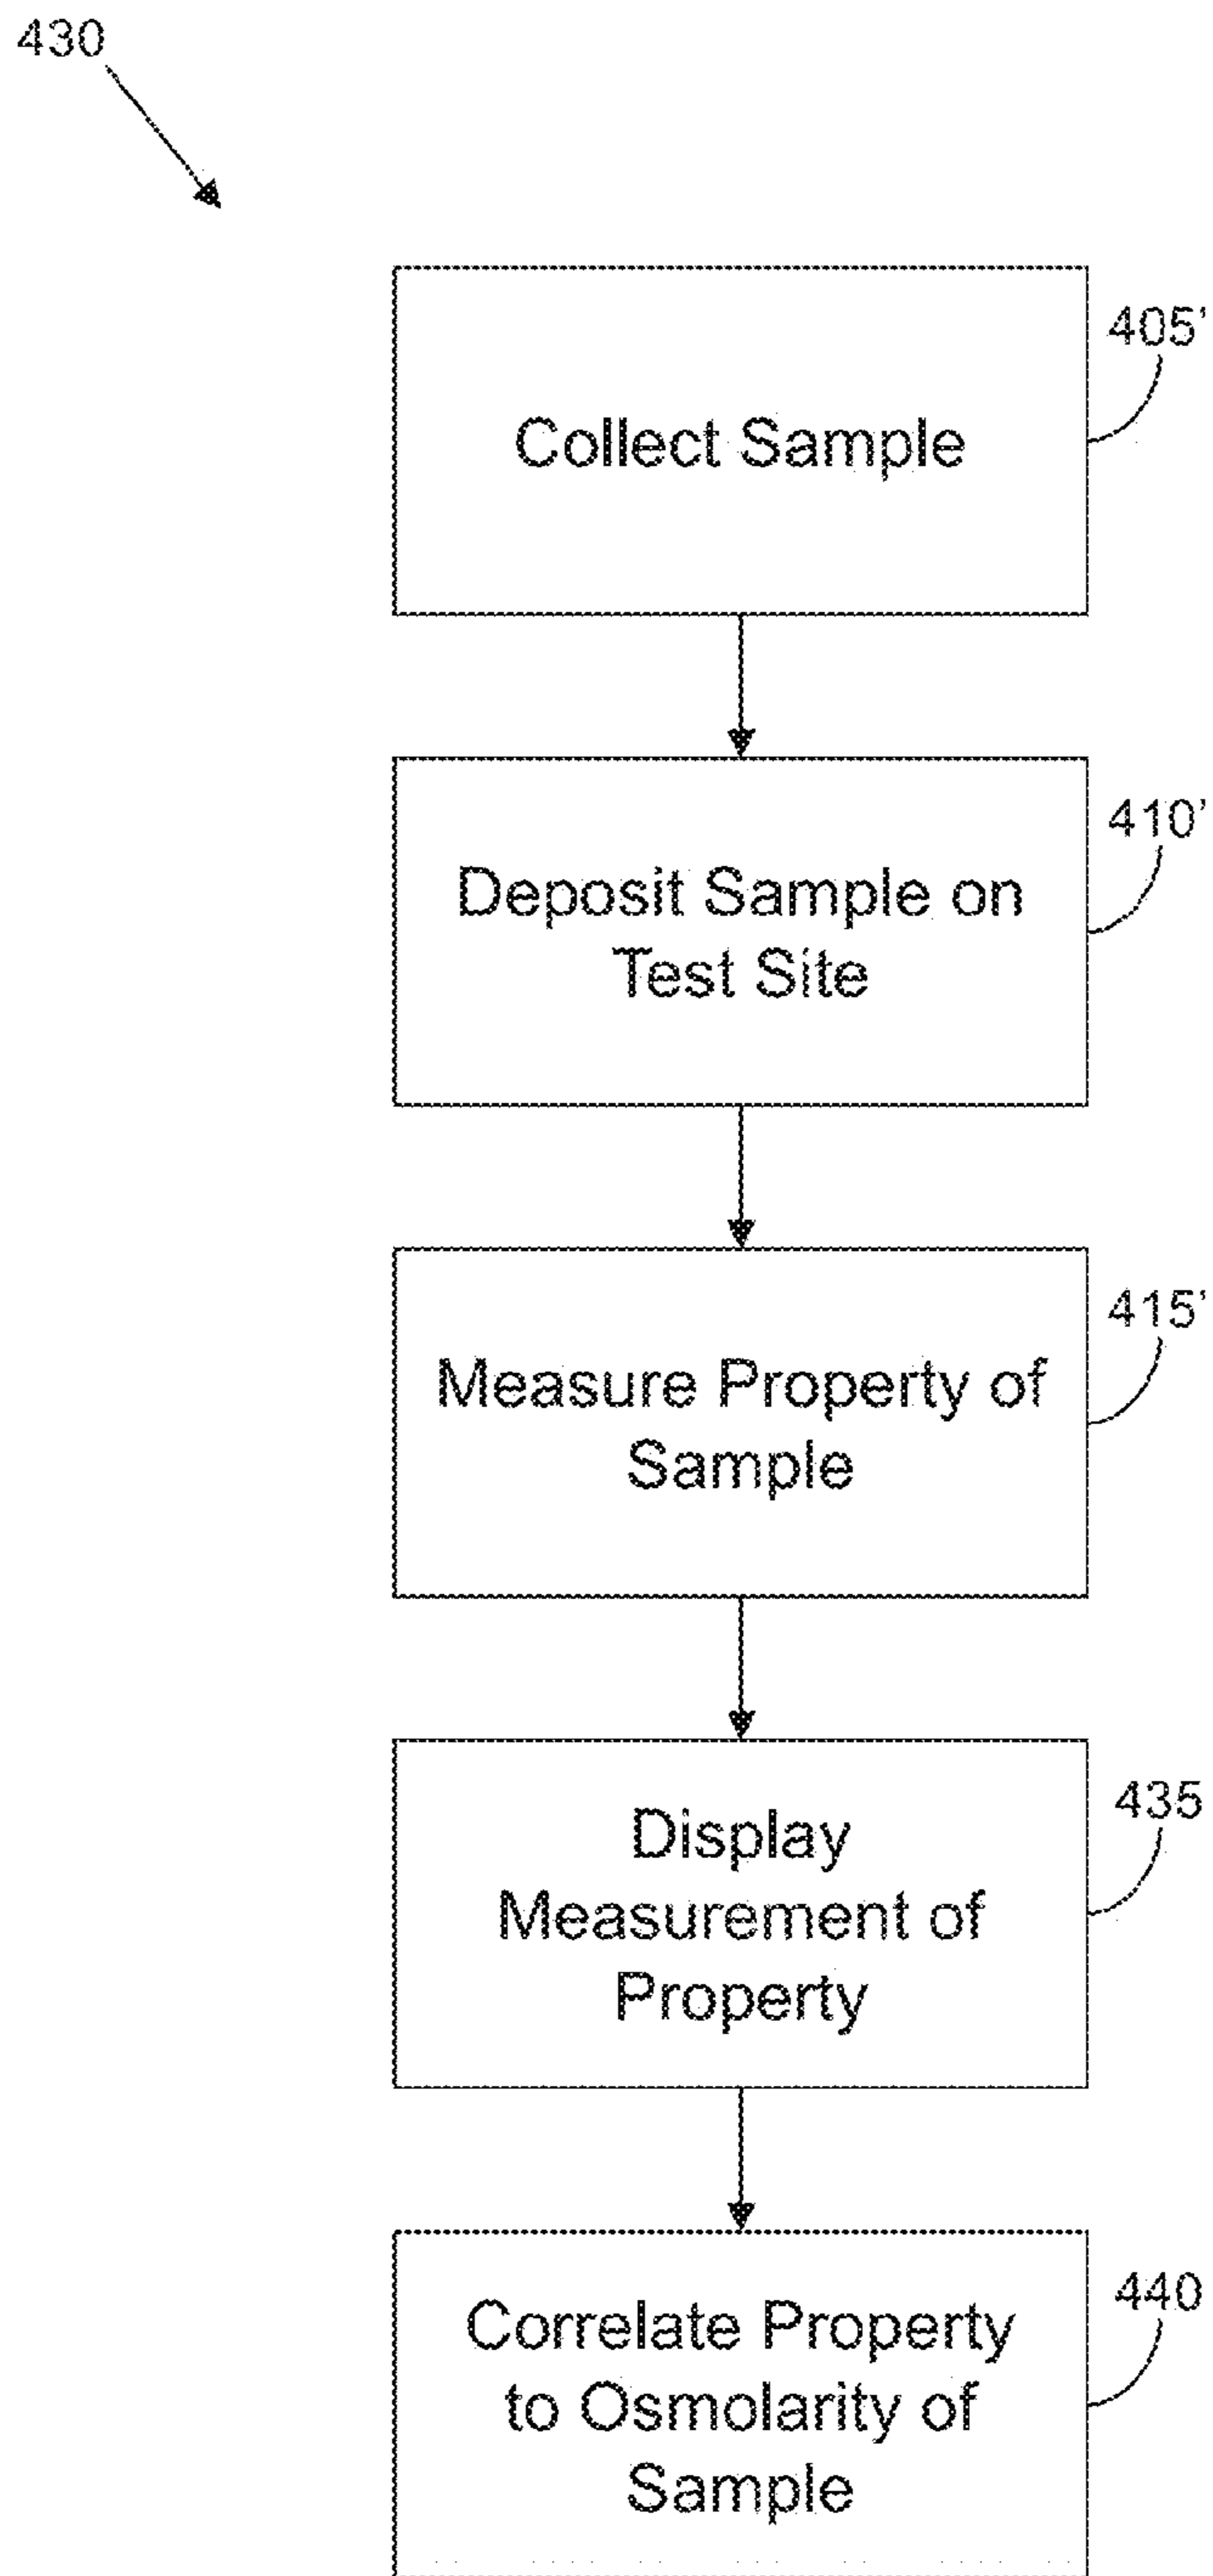 430
Collect Sample
405’
Deposit Sample on
Test Site
410’
Measure Property of
Sample
415’
Display
Measurement of
Property
435
Correlate Property
to Osmolarity of
Sample
440